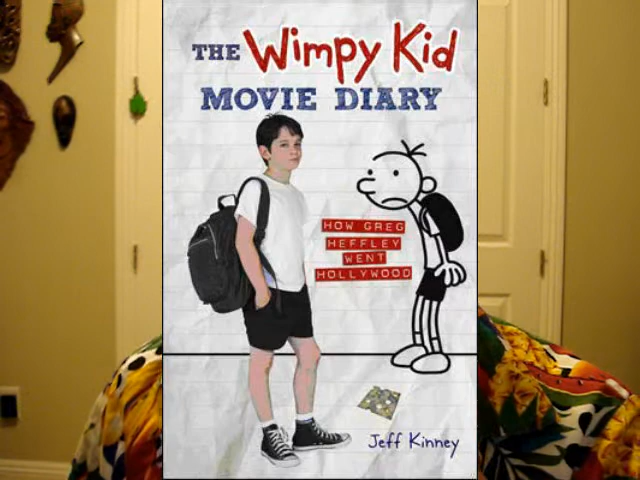 THE Wimpy Kid
MOVIE DIARY
HOW GREG
HEFFLEY
WENT
HOLLYWOOD
Jeff Kinney